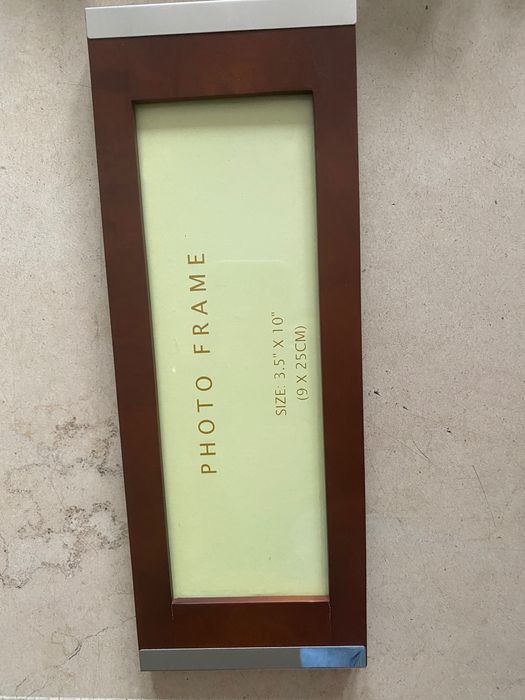 PHOTO FRAME
SIZE: 3.5" X 10"
(9 X 25CM)